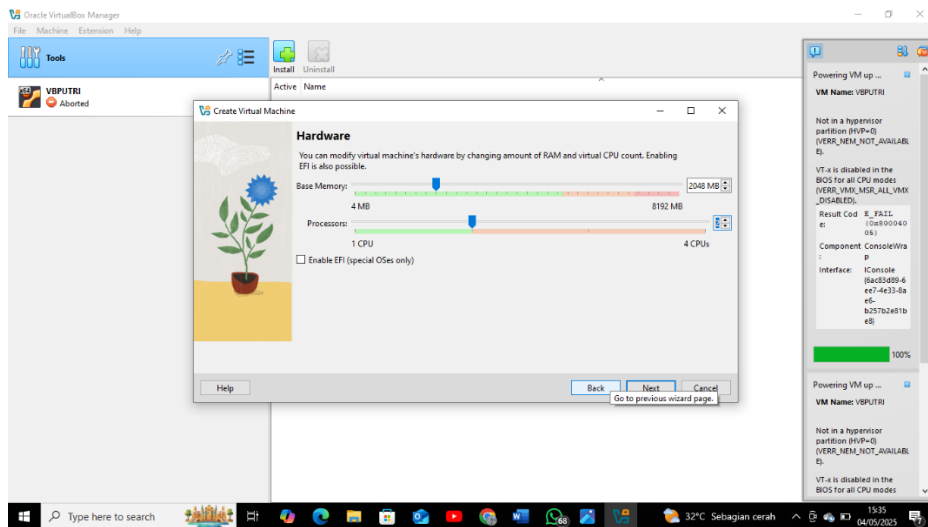 Oracle VirtualBox Manager
File Machine Extension Help
Tools
Install Uninstall
VBPUTRI
Aborted
Active Name
Create Virtual Machine
Hardware
You can modify virtual machine's hardware by changing amount of RAM and virtual CPU count. Enabling
EFI is also possible.
Base Memory: 2048 MB
4 MB 8192 MB
Processors: 2
1 CPU 4 CPUs
Enable EFI (special OSes only)
Help Back Next Cancel
Go to previous wizard page.
Powering VM up ...
VM Name: VBPUTRI
Not in a hypervisor
partition (HVP=0)
(VERR_NEM_NOT_AVAILABL
E).
VT-x is disabled in the
BIOS for all CPU modes
(VERR_VMX_MSR_ALL_VMX
_DISABLED).
Result Cod E_FAIL
e: (0x800040
05)
Component ConsoleWra
: p
Interface: IConsole
{6ac83d89-6
ee7-4e33-8a
e6-
b257b2e81b
e8}
100%
Powering VM up ...
VM Name: VBPUTRI
Not in a hypervisor
partition (HVP=0)
(VERR_NEM_NOT_AVAILABL
E).
VT-x is disabled in the
BIOS for all CPU modes
Type here to search
68
32°C Sebagian cerah
15:35
04/05/2025
7